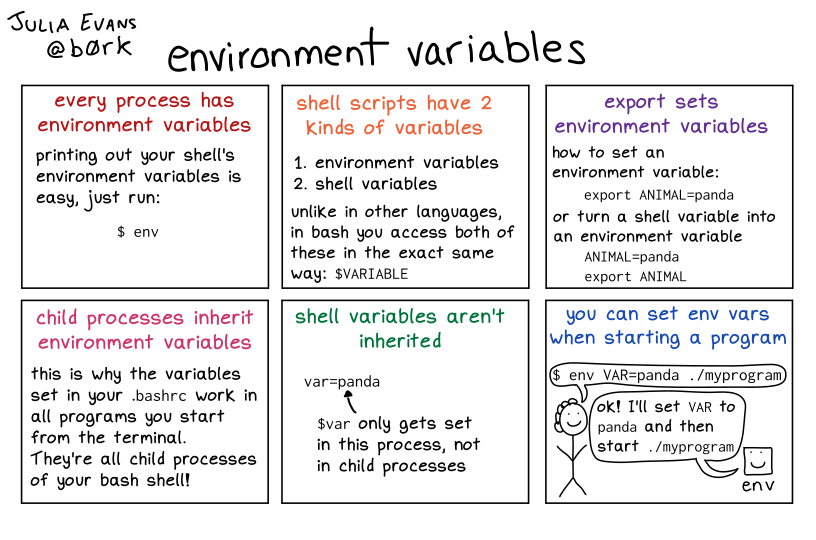 JULIA EVANS
@b0rk
environment variables
every process has
environment variables
printing out your shell's
environment variables is
easy, just run:
$ env
shell scripts have 2
kinds of variables
1. environment variables
2. shell variables
unlike in other languages,
in bash you access both of
these in the exact same
way: $VARIABLE
export sets
environment variables
how to set an
environment variable:
export ANIMAL=panda
or turn a shell variable into
an environment variable
ANIMAL=panda
export ANIMAL
child processes inherit
environment variables
this is why the variables
set in your .bashrc work in
all programs you start
from the terminal.
They're all child processes
of your bash shell!
shell variables aren't
inherited
var=panda
$var only gets set
in this process, not
in child processes
you can set env vars
when starting a program
$ env VAR=panda ./myprogram
ok! I'll set VAR to
panda and then
start ./myprogram
env